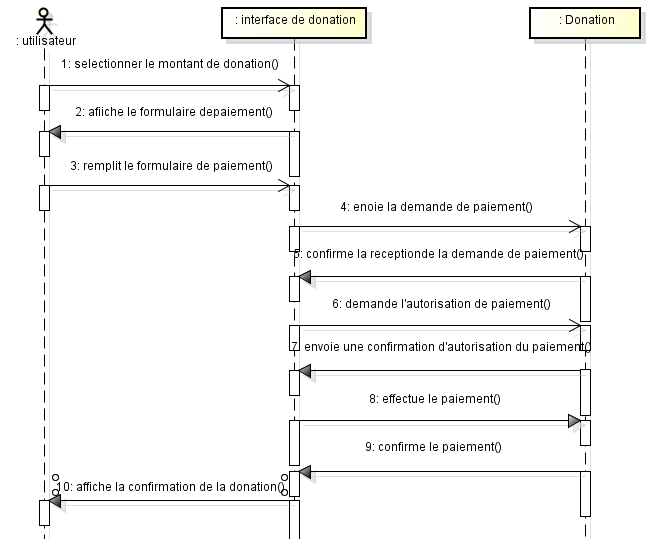 : utilisateur
: interface de donation
: Donation
1: selectionner le montant de donation()
2: afiiche le formulaire depaiement()
3: remplit le formulaire de paiement()
4: enoie la demande de paiement()
5: confirme la receptionde la demande de paiement()
6: demande l'autorisation de paiement()
7: envoie une confirmation d'autorisation du paiement()
8: effectue le paiement()
9: confirme le paiement()
10: affiche la confirmation de la donation()